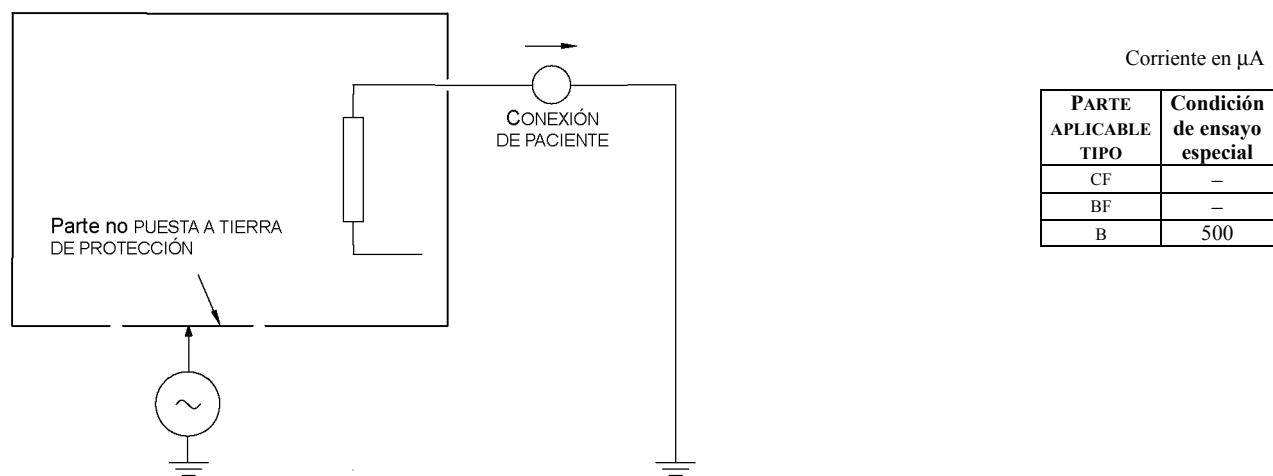 CONEXIÓN
DE PACIENTE
Parte no PUESTA A TIERRA
DE PROTECCIÓN
Corriente en µA
PARTE APLICABLE TIPO Condición de ensayo especial
CF –
BF –
B 500